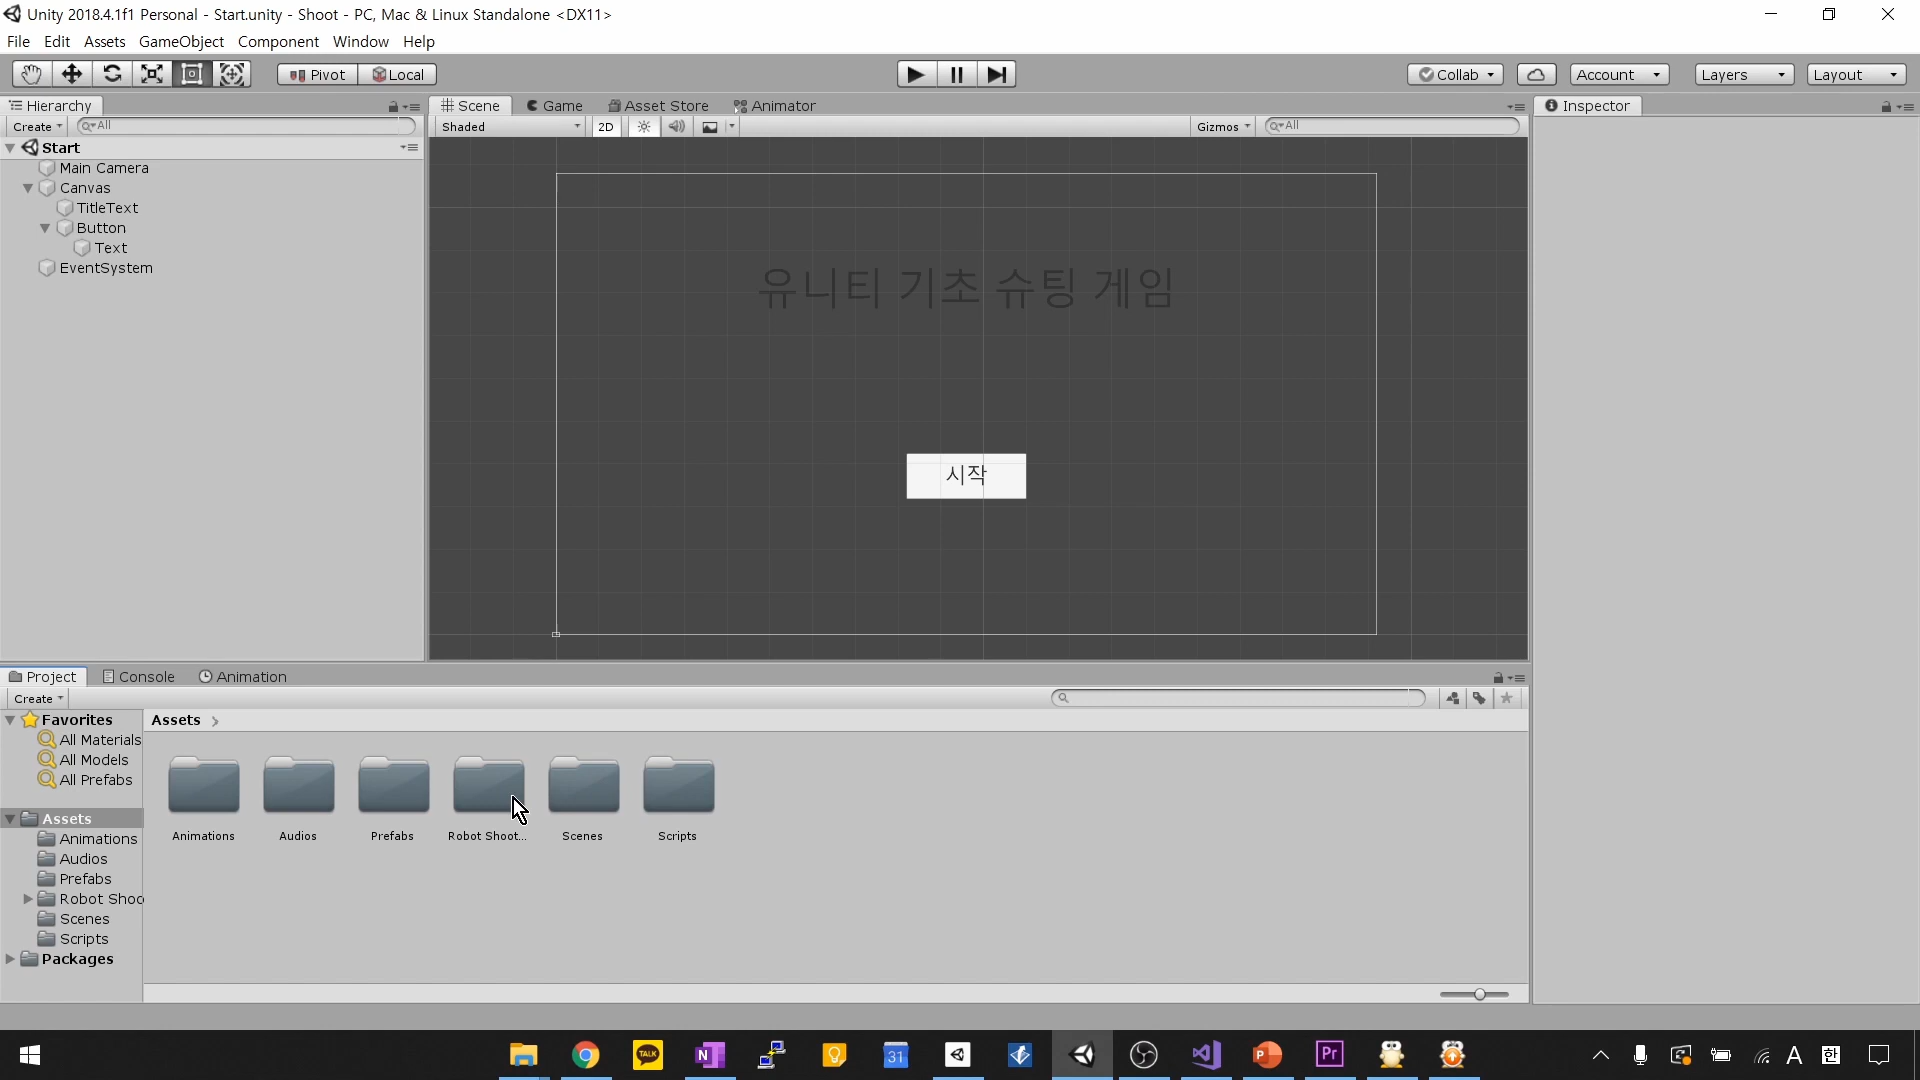 Unity 2018.4.1f1 Personal - Start.unity - Shoot - PC, Mac & Linux Standalone <DX11>
File Edit Assets GameObject Component Window Help
Pivot Local Collab Account Layers Layout
Hierarchy Scene Game Asset Store Animator Inspector
Create All Shaded 2D Gizmos All
Start
Main Camera
Canvas
TitleText
Button
Text
EventSystem
유니티 기초 슈팅 게임
시작
Project Console Animation
Create
Favorites
All Materials
All Models
All Prefabs
Assets
Animations
Audios
Prefabs
Robot Shoo
Scenes
Scripts
Packages
Assets
Animations Audios Prefabs Robot Shoot... Scenes Scripts
TALK N 31 P Pr A 한